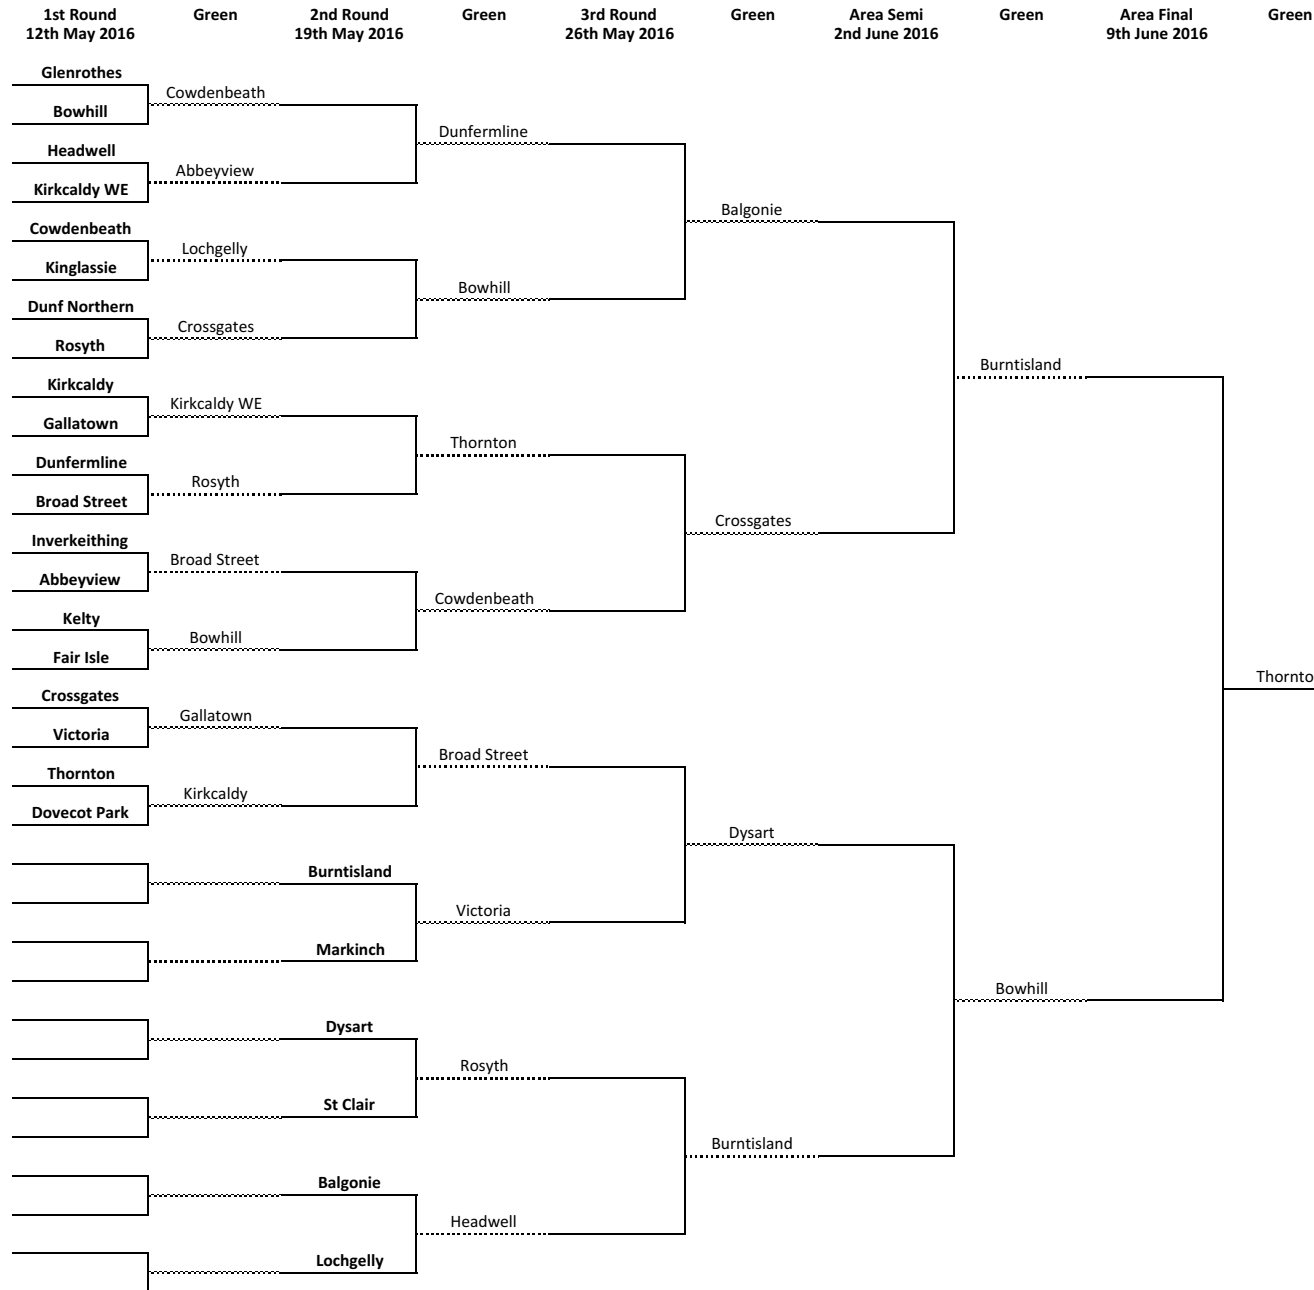 1st Round Green 2nd Round Green 3rd Round Green Area Semi Green Area Final Green
12th May 2016 19th May 2016 26th May 2016 2nd June 2016 9th June 2016
Glenrothes
Cowdenbeath
Bowhill
Dunfermline
Headwell
Abbeyview
Kirkcaldy WE
Balgonie
Cowdenbeath
Lochgelly
Kinglassie
Bowhill
Dunf Northern
Crossgates
Rosyth
Burntisland
Kirkcaldy
Kirkcaldy WE
Gallatown
Thornton
Dunfermline
Rosyth
Broad Street
Crossgates
Inverkeithing
Broad Street
Abbeyview
Cowdenbeath
Kelty
Bowhill
Fair Isle
Thornto
Crossgates
Gallatown
Victoria
Broad Street
Thornton
Kirkcaldy
Dovecot Park
Dysart
Burntisland
Victoria
Markinch
Bowhill
Dysart
Rosyth
St Clair
Burntisland
Balgonie
Headwell
Lochgelly